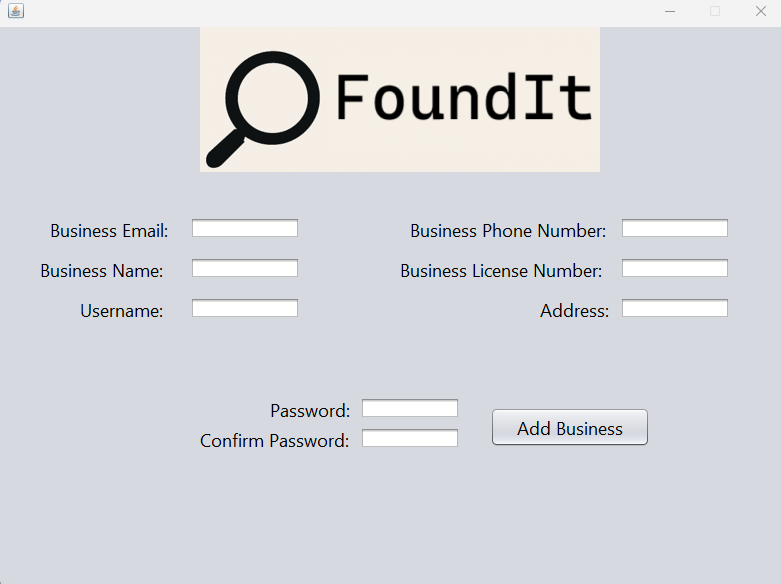 FoundIt
Business Email:
Business Phone Number:
Business Name:
Business License Number:
Username:
Address:
Password:
Confirm Password:
Add Business